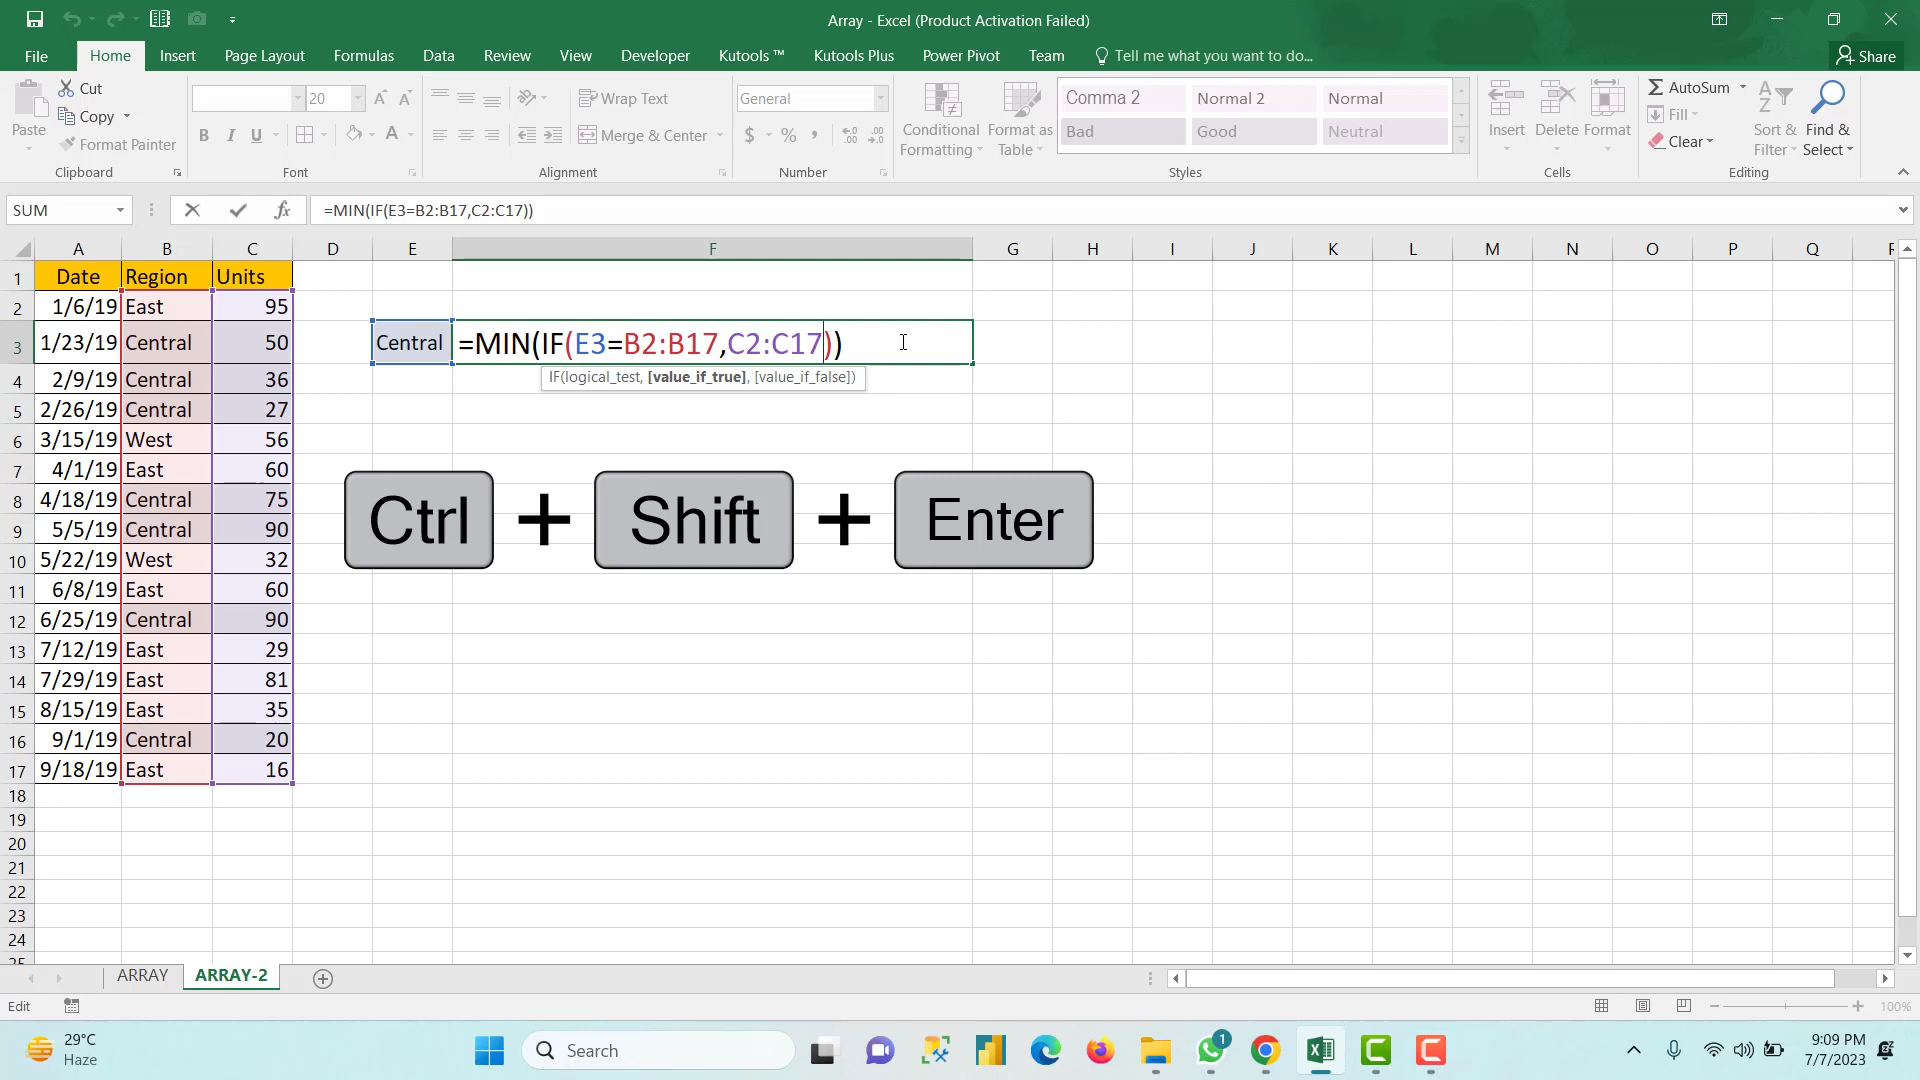 Array - Excel (Product Activation Failed)
File Home Insert Page Layout Formulas Data Review View Developer Kutools ™ Kutools Plus Power Pivot Team Tell me what you want to do... Share
Paste
Cut
Copy
Format Painter
Clipboard
20
B I U
Font
Wrap Text
Merge & Center
Alignment
General
$ % ,
Number
Conditional Formatting
Format as Table
Comma 2 Normal 2 Normal
Bad Good Neutral
Styles
Insert Delete Format
Cells
AutoSum
Fill
Clear
Sort & Filter
Find & Select
Editing
SUM fx =MIN(IF(E3=B2:B17,C2:C17))
A B C D E F G H I J K L M N O P Q R
1 Date Region Units
2 1/6/19 East 95
3 1/23/19 Central 50 Central =MIN(IF(E3=B2:B17,C2:C17))
IF(logical_test, [value_if_true], [value_if_false])
4 2/9/19 Central 36
5 2/26/19 Central 27
6 3/15/19 West 56
7 4/1/19 East 60
8 4/18/19 Central 75
9 5/5/19 Central 90
10 5/22/19 West 32
11 6/8/19 East 60
12 6/25/19 Central 90
13 7/12/19 East 29
14 7/29/19 East 81
15 8/15/19 East 35
16 9/1/19 Central 20
17 9/18/19 East 16
18
19
20
21
22
23
24
25
Ctrl + Shift + Enter
ARRAY ARRAY-2
Edit
100%
29°C
Haze
Search
1
9:09 PM
7/7/2023